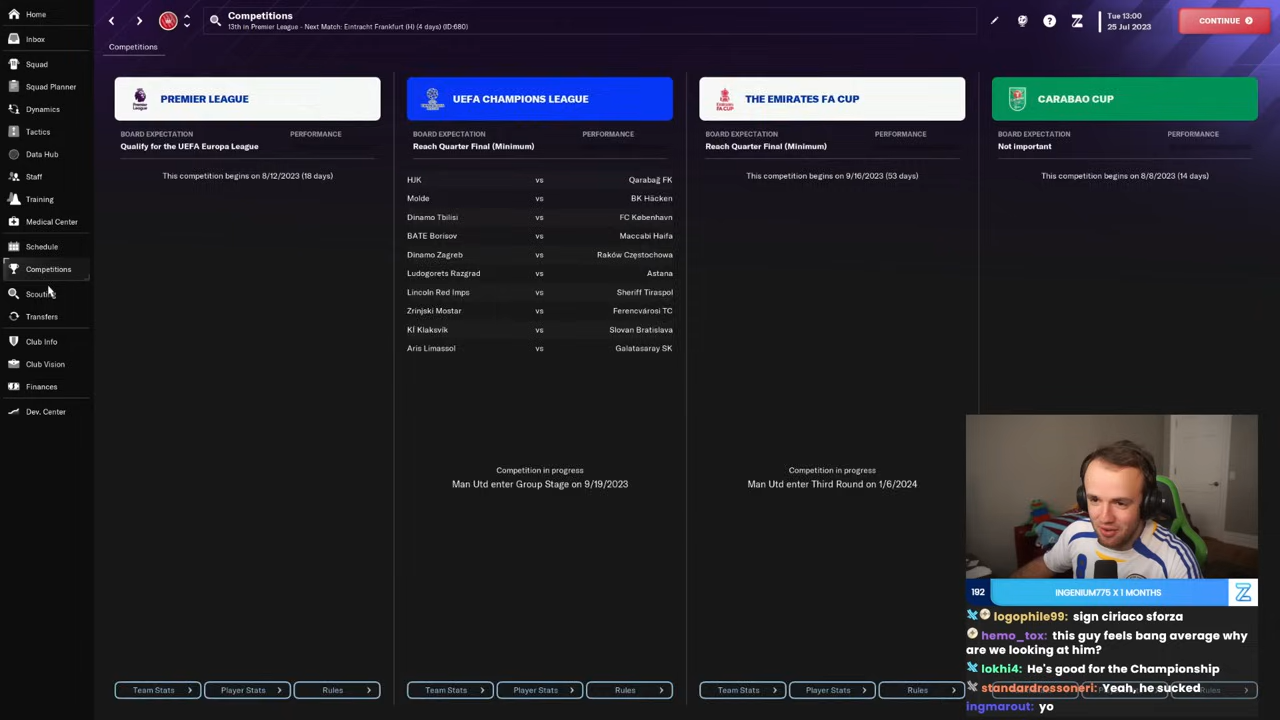 Home
Inbox
Squad
Squad Planner
Dynamics
Tactics
Data Hub
Staff
Training
Medical Center
Schedule
Competitions
Scouting
Transfers
Club Info
Club Vision
Finances
Dev. Center
Competitions
13th in Premier League - Next Match: Eintracht Frankfurt (H) (4 days) (ID:680)
Tue 13:00
25 Jul 2023
CONTINUE
Competitions
PREMIER LEAGUE
BOARD EXPECTATION PERFORMANCE
Qualify for the UEFA Europa League
This competition begins on 8/12/2023 (18 days)
Team Stats Player Stats Rules
UEFA CHAMPIONS LEAGUE
BOARD EXPECTATION PERFORMANCE
Reach Quarter Final (Minimum)
HJK vs Qarabağ FK
Molde vs BK Häcken
Dinamo Tbilisi vs FC København
BATE Borisov vs Maccabi Haifa
Dinamo Zagreb vs Raków Częstochowa
Ludogorets Razgrad vs Astana
Lincoln Red Imps vs Sheriff Tiraspol
Zrinjski Mostar vs Ferencvárosi TC
KÍ Klaksvík vs Slovan Bratislava
Aris Limassol vs Galatasaray SK
Competition in progress
Man Utd enter Group Stage on 9/19/2023
Team Stats Player Stats Rules
THE EMIRATES FA CUP
BOARD EXPECTATION PERFORMANCE
Reach Quarter Final (Minimum)
This competition begins on 9/16/2023 (53 days)
Competition in progress
Man Utd enter Third Round on 1/6/2024
Team Stats Player Stats Rules
CARABAO CUP
BOARD EXPECTATION PERFORMANCE
Not important
This competition begins on 8/8/2023 (14 days)
192 INGENIUM775 X 1 MONTHS
logophile99: sign ciriaco sforza
hemo_tox: this guy feels bang average why
are we looking at him?
lokhi4: He's good for the Championship
standardrossoneri: Yeah, he sucked
ingmarout: yo